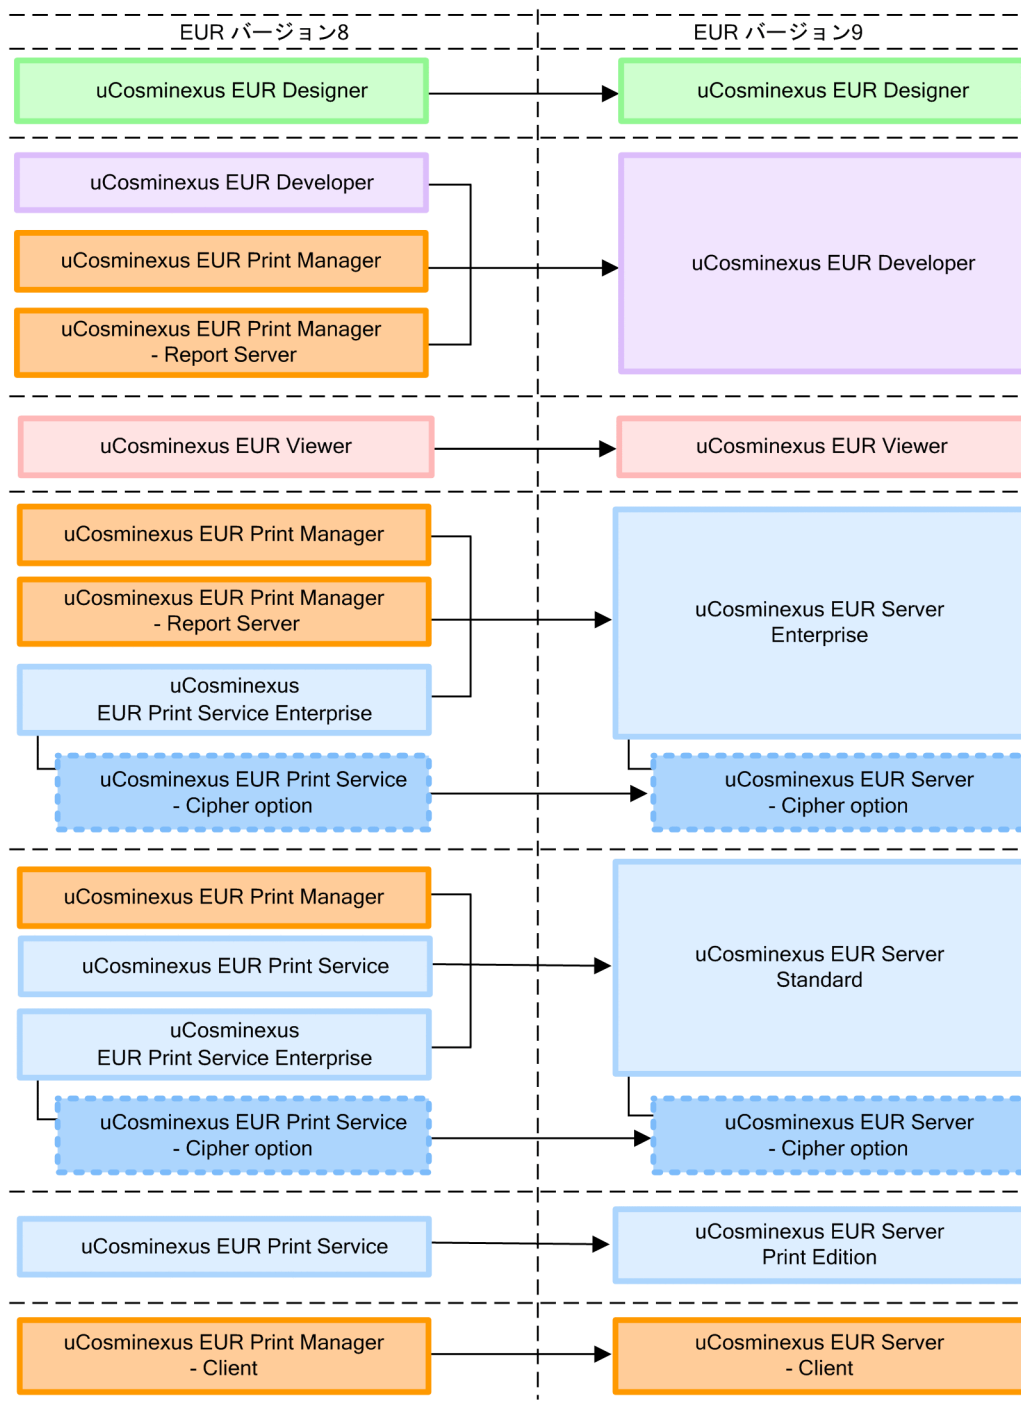 EUR バージョン8
EUR バージョン9
uCosminexus EUR Designer
uCosminexus EUR Designer
uCosminexus EUR Developer
uCosminexus EUR Print Manager
uCosminexus EUR Print Manager
- Report Server
uCosminexus EUR Developer
uCosminexus EUR Viewer
uCosminexus EUR Viewer
uCosminexus EUR Print Manager
uCosminexus EUR Print Manager
- Report Server
uCosminexus
EUR Print Service Enterprise
uCosminexus EUR Print Service
- Cipher option
uCosminexus EUR Server
Enterprise
uCosminexus EUR Server
- Cipher option
uCosminexus EUR Print Manager
uCosminexus EUR Print Service
uCosminexus
EUR Print Service Enterprise
uCosminexus EUR Print Service
- Cipher option
uCosminexus EUR Server
Standard
uCosminexus EUR Server
- Cipher option
uCosminexus EUR Print Service
uCosminexus EUR Server
Print Edition
uCosminexus EUR Print Manager
- Client
uCosminexus EUR Server
- Client